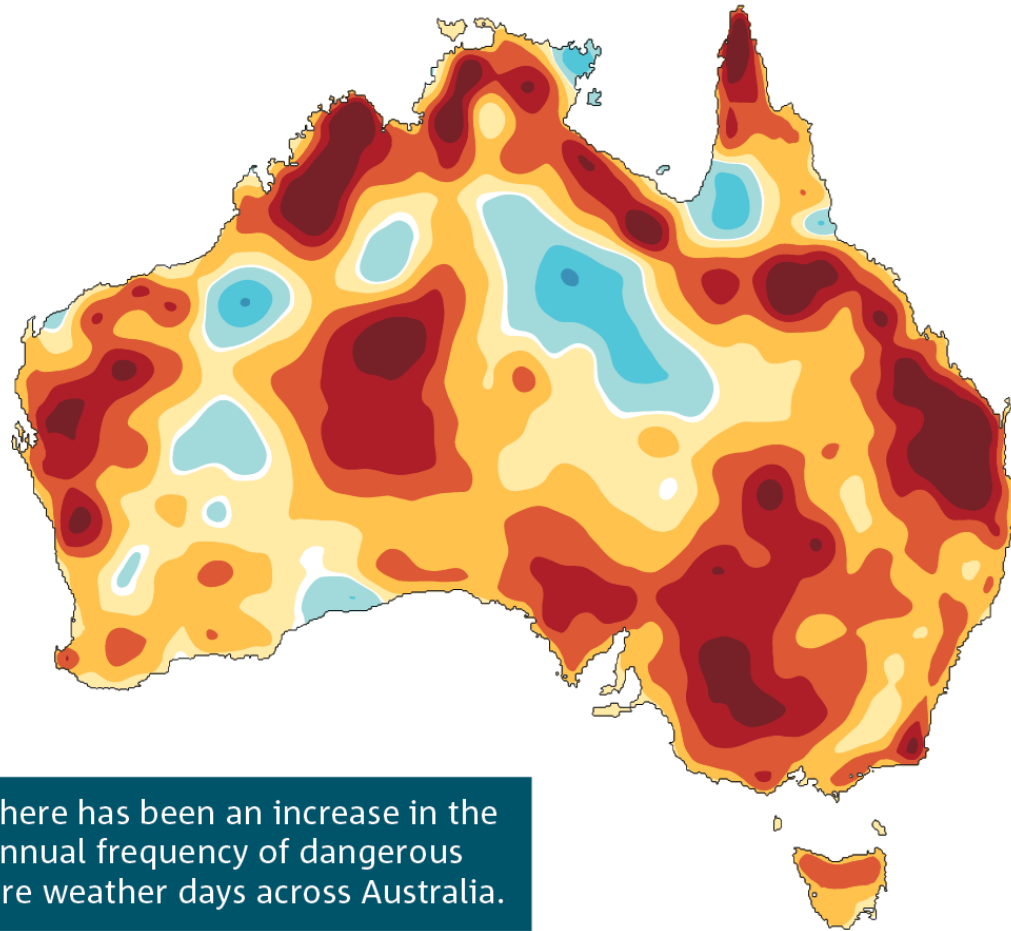 here has been an increase in the
nnual frequency of dangerous
re weather days across Australia.